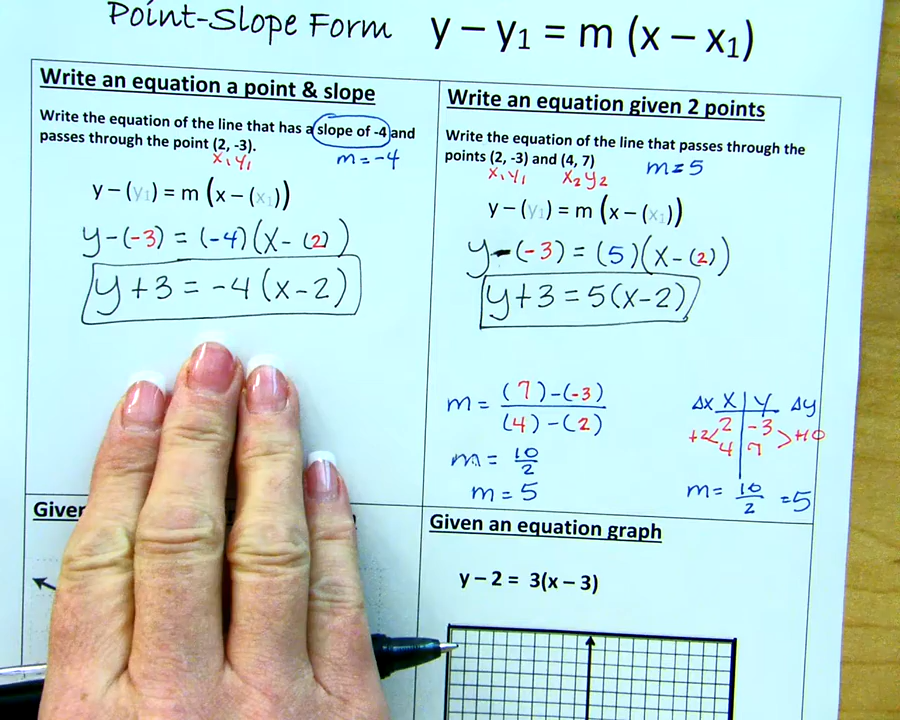 Point-Slope Form y – y₁ = m (x – x₁)
Write an equation a point & slope
Write the equation of the line that has a slope of -4 and
passes through the point (2, -3).
x₁ y₁ m = -4
y – (y₁) = m (x – (x₁))
y-(-3) = (-4)(x-(2))
y+3 = -4(x-2)
Write an equation given 2 points
Write the equation of the line that passes through the
points (2, -3) and (4, 7) m=5
x₁ y₁ x₂ y₂
y – (y₁) = m (x – (x₁))
y-(-3) = (5)(x-(2))
y+3 = 5(x-2)
m = (7)-(-3)
(4)-(2)
m = 10/2
m = 5
Δx x y Δy
2 -3
+2 +10
4 7
m = 10/2 = 5
Given an equation graph
y – 2 = 3(x – 3)